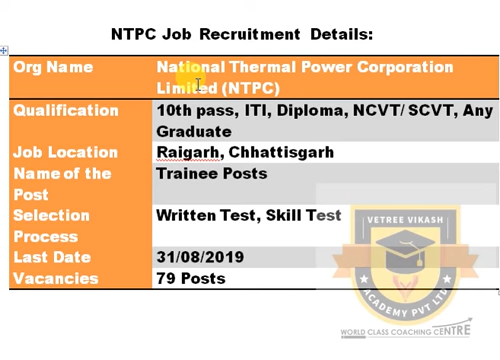 NTPC Job Recruitment Details:
Org Name National Thermal Power Corporation
Limited (NTPC)
Qualification 10th pass, ITI, Diploma, NCVT/ SCVT, Any
Graduate
Job Location Raigarh, Chhattisgarh
Name of the Trainee Posts
Post
Selection Written Test, Skill Test
Process
Last Date 31/08/2019
Vacancies 79 Posts
VETREE VIKASH
ACADEMY PVT LTD
WORLD CLASS COACHING CENTRE